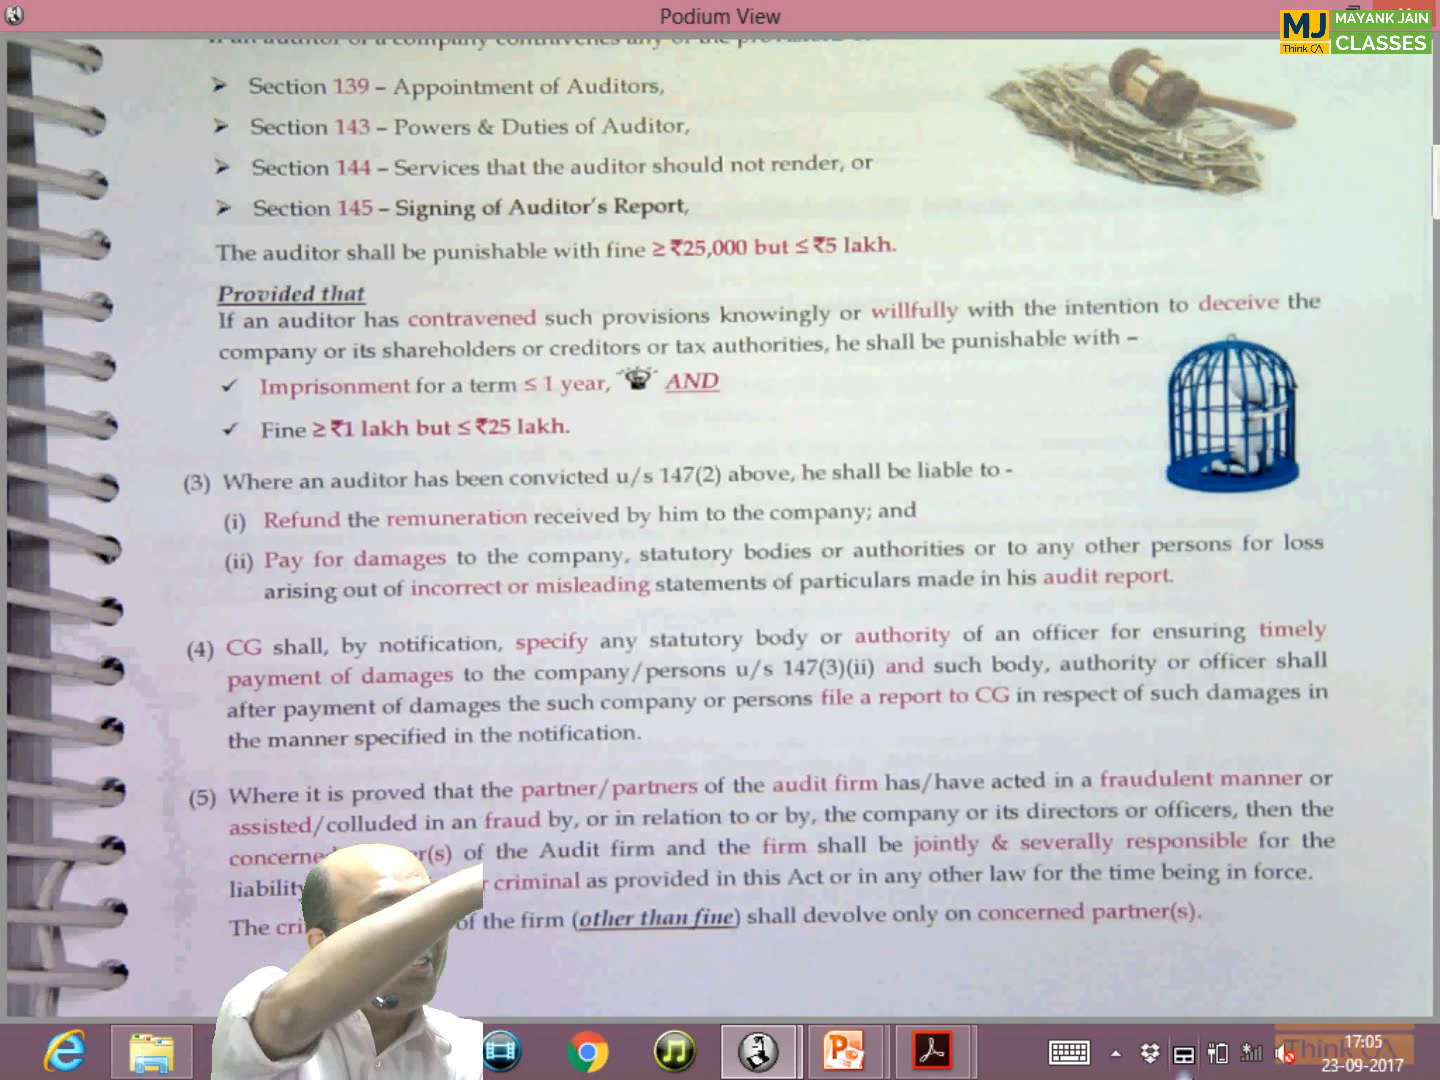 Podium View
MAYANK JAIN
MJ
Think CA
CLASSES
If an auditor of a company contravenes any of the provisions of
➢ Section 139 – Appointment of Auditors,
➢ Section 143 – Powers & Duties of Auditor,
➢ Section 144 – Services that the auditor should not render, or
➢ Section 145 – Signing of Auditor's Report,
The auditor shall be punishable with fine ≥ ₹25,000 but ≤ ₹5 lakh.
Provided that
If an auditor has contravened such provisions knowingly or willfully with the intention to deceive the
company or its shareholders or creditors or tax authorities, he shall be punishable with –
✓ Imprisonment for a term ≤ 1 year, AND
✓ Fine ≥ ₹1 lakh but ≤ ₹25 lakh.
(3) Where an auditor has been convicted u/s 147(2) above, he shall be liable to -
(i) Refund the remuneration received by him to the company; and
(ii) Pay for damages to the company, statutory bodies or authorities or to any other persons for loss
arising out of incorrect or misleading statements of particulars made in his audit report.
(4) CG shall, by notification, specify any statutory body or authority of an officer for ensuring timely
payment of damages to the company/persons u/s 147(3)(ii) and such body, authority or officer shall
after payment of damages the such company or persons file a report to CG in respect of such damages in
the manner specified in the notification.
(5) Where it is proved that the partner/partners of the audit firm has/have acted in a fraudulent manner or
assisted/colluded in an fraud by, or in relation to or by, the company or its directors or officers, then the
of the Audit firm and the firm shall be jointly & severally responsible for the
liability criminal as provided in this Act or in any other law for the time being in force.
The of the firm (other than fine) shall devolve only on concerned partner(s).
Think CA
17:05
23-09-2017